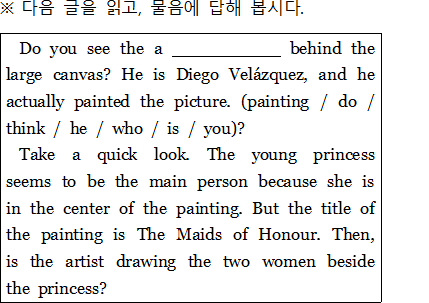 ※ 다음 글을 읽고, 물음에 답해 봅시다.
Do you see the a ____________ behind the
large canvas? He is Diego Velázquez, and he
actually painted the picture. (painting / do /
think / he / who / is / you)?
Take a quick look. The young princess
seems to be the main person because she is
in the center of the painting. But the title of
the painting is The Maids of Honour. Then,
is the artist drawing the two women beside
the princess?